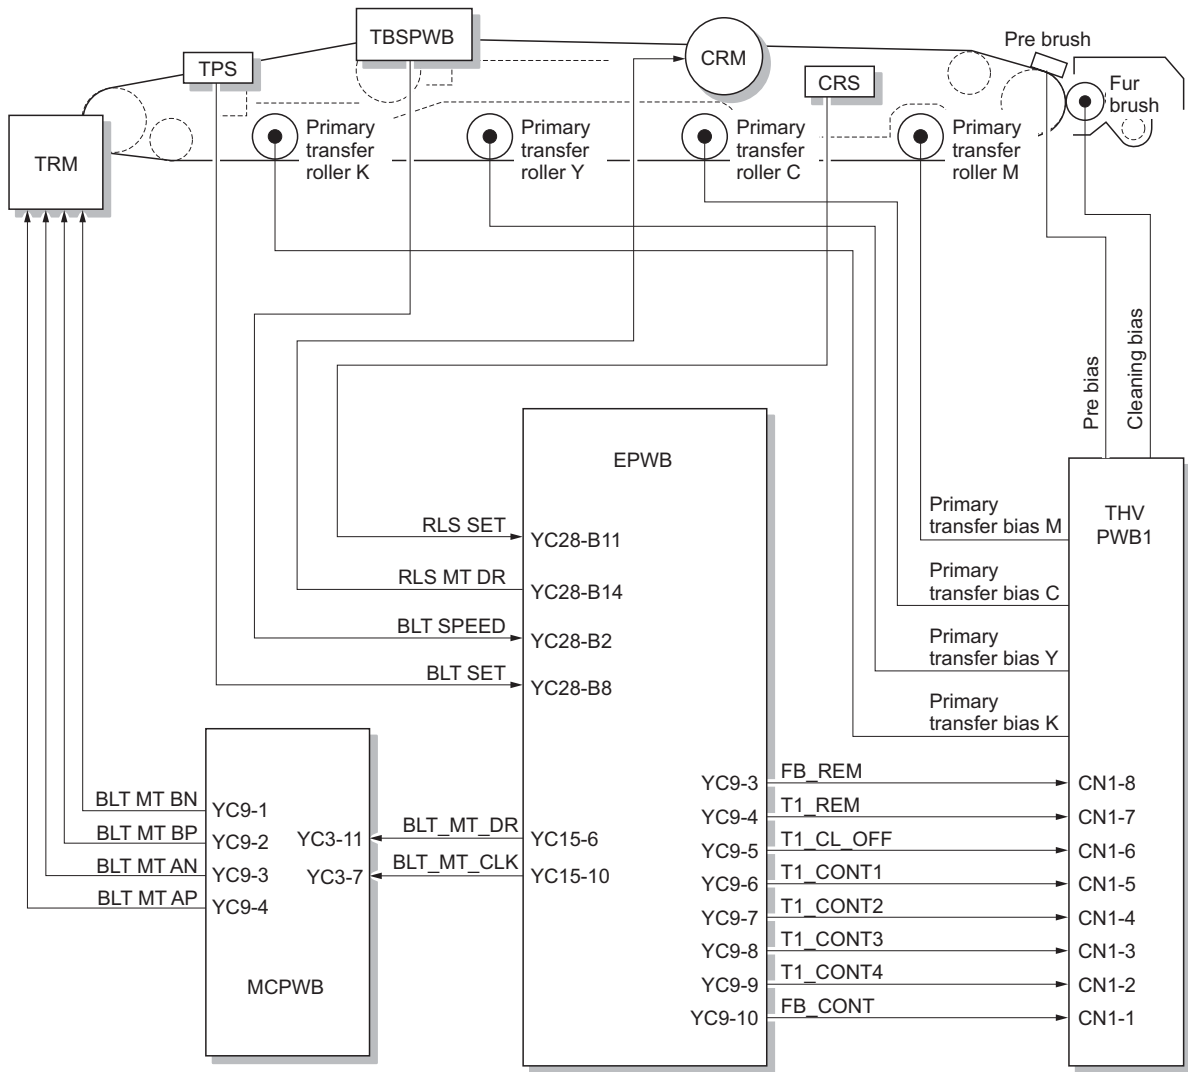 TBSPWB
TPS
CRM
Pre brush
CRS
Fur
brush
TRM
Primary
transfer
roller K
Primary
transfer
roller Y
Primary
transfer
roller C
Primary
transfer
roller M
Pre bias
Cleaning bias
EPWB
THV
PWB1
RLS SET
YC28-B11
RLS MT DR
YC28-B14
BLT SPEED
YC28-B2
BLT SET
YC28-B8
Primary
transfer bias M
Primary
transfer bias C
Primary
transfer bias Y
Primary
transfer bias K
YC9-3
FB_REM
CN1-8
YC9-4
T1_REM
CN1-7
YC9-5
T1_CL_OFF
CN1-6
YC9-6
T1_CONT1
CN1-5
YC9-7
T1_CONT2
CN1-4
YC9-8
T1_CONT3
CN1-3
YC9-9
T1_CONT4
CN1-2
YC9-10
FB_CONT
CN1-1
BLT MT BN
YC9-1
BLT MT BP
YC9-2
BLT MT AN
YC9-3
BLT MT AP
YC9-4
YC3-11
BLT_MT_DR
YC15-6
YC3-7
BLT_MT_CLK
YC15-10
MCPWB